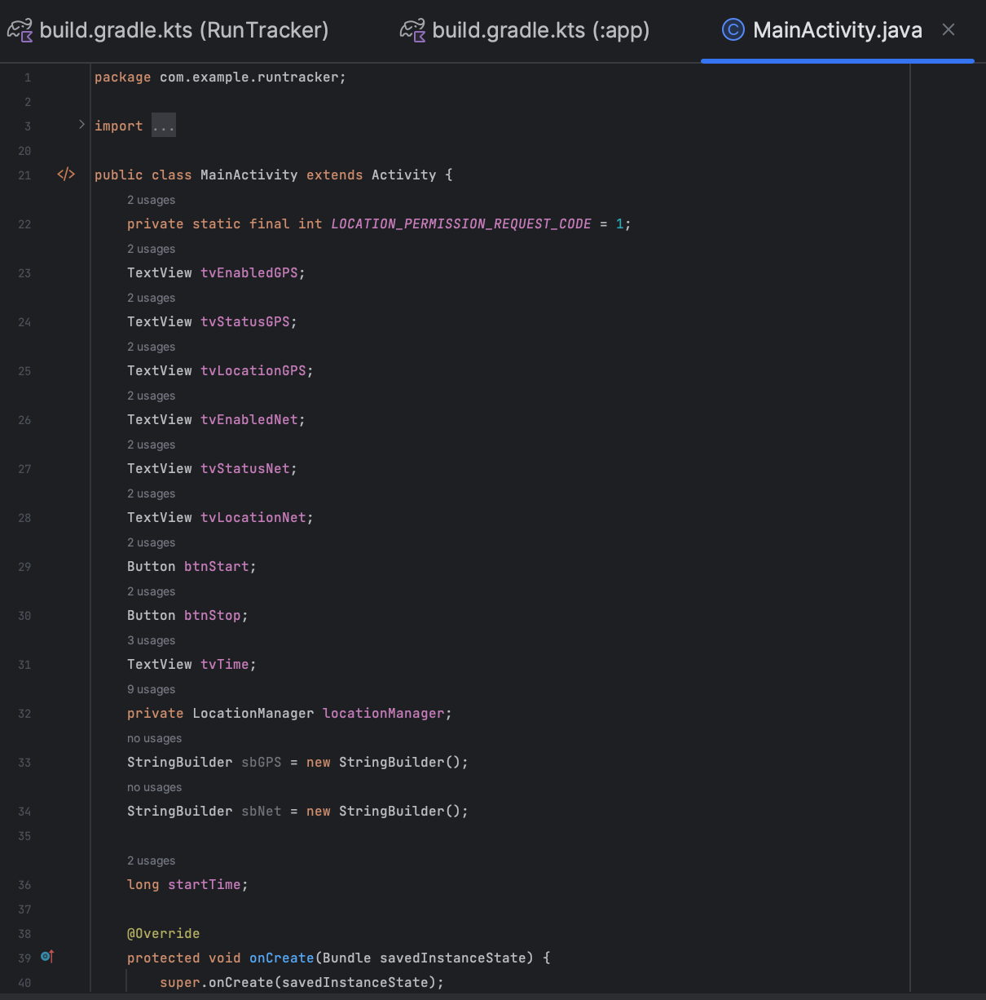 build.gradle.kts (RunTracker) build.gradle.kts (:app) MainActivity.java
1 package com.example.runtracker;
2
3 import ...
20
21 public class MainActivity extends Activity {
2 usages
22 private static final int LOCATION_PERMISSION_REQUEST_CODE = 1;
2 usages
23 TextView tvEnabledGPS;
2 usages
24 TextView tvStatusGPS;
2 usages
25 TextView tvLocationGPS;
2 usages
26 TextView tvEnabledNet;
2 usages
27 TextView tvStatusNet;
2 usages
28 TextView tvLocationNet;
2 usages
29 Button btnStart;
2 usages
30 Button btnStop;
3 usages
31 TextView tvTime;
9 usages
32 private LocationManager locationManager;
no usages
33 StringBuilder sbGPS = new StringBuilder();
no usages
34 StringBuilder sbNet = new StringBuilder();
35
2 usages
36 long startTime;
37
38 @Override
39 protected void onCreate(Bundle savedInstanceState) {
40 super.onCreate(savedInstanceState);